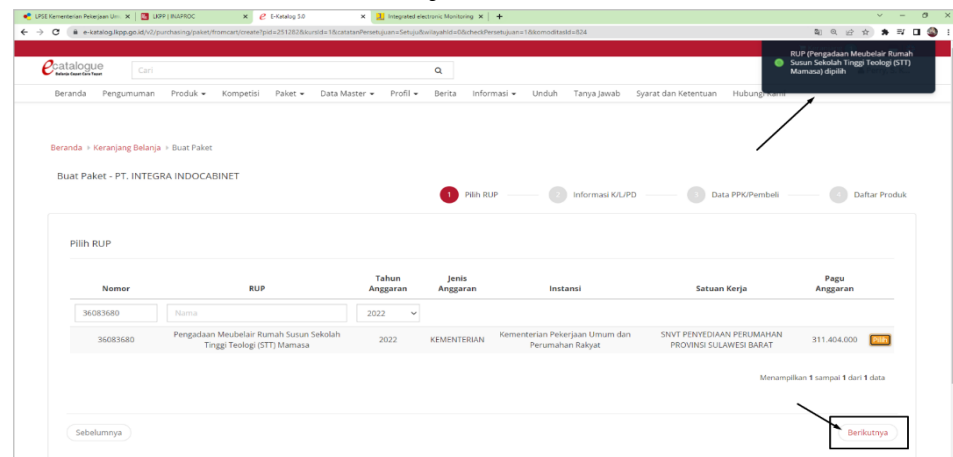 LPSE Kementerian Pekerjaan Um
LKPP | INAPROC
E-Katalog 5.0
Integrated electronic Monitoring
e-katalog.lkpp.go.id/v2/purchasing/paket/fromcart/create?pid=251282&kursId=1&catatanPersetujuan=Setuju&wilayahId=0&checkPersetujuan=1&komoditasId=824
RUP (Pengadaan Meubelair Rumah
Susun Sekolah Tinggi Teologi (STT)
Mamasa) dipilih
ecatalogue
Cari
Beranda Pengumuman Produk Kompetisi Paket Data Master Profil Berita Informasi Unduh Tanya Jawab Syarat dan Ketentuan Hubungi Kami
Beranda Keranjang Belanja Buat Paket
Buat Paket - PT. INTEGRA INDOCABINET
1 Pilih RUP 2 Informasi K/L/PD 3 Data PPK/Pembeli 4 Daftar Produk
Pilih RUP
Nomor RUP Tahun Anggaran Jenis Anggaran Instansi Satuan Kerja Pagu Anggaran
36083680 Nama 2022
36083680 Pengadaan Meubelair Rumah Susun Sekolah Tinggi Teologi (STT) Mamasa 2022 KEMENTERIAN Kementerian Pekerjaan Umum dan Perumahan Rakyat SNVT PENYEDIAAN PERUMAHAN PROVINSI SULAWESI BARAT 311.404.000 Pilih
Menampilkan 1 sampai 1 dari 1 data
Sebelumnya Berikutnya